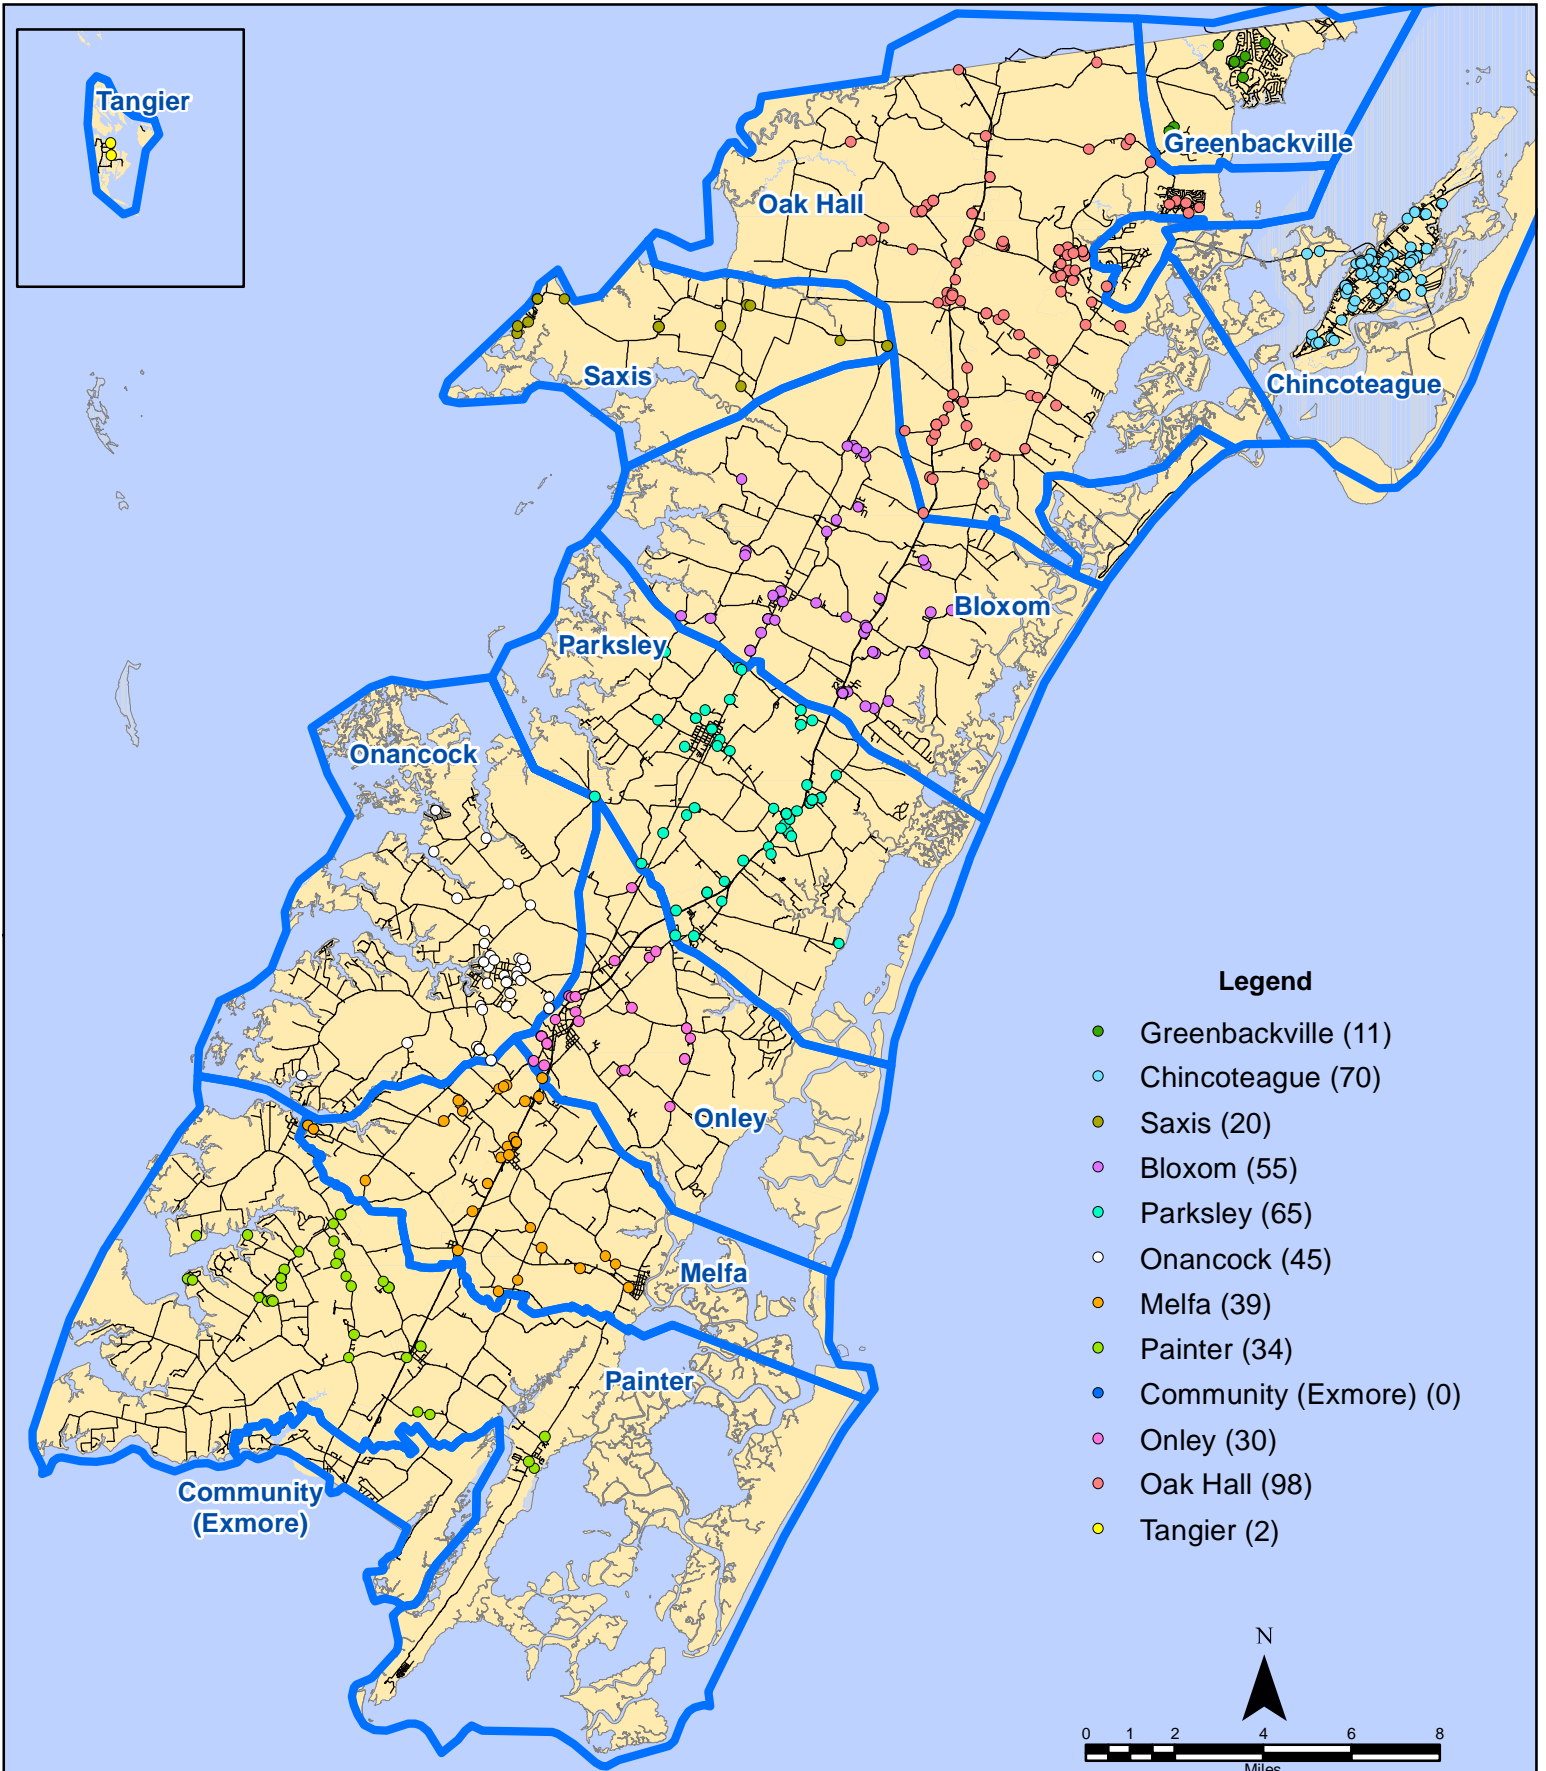 Tangier
Greenbackville
Oak Hall
Saxis
Chincoteague
Bloxom
Parksley
Onancock
Onley
Melfa
Painter
Community
(Exmore)
Legend
Greenbackville (11)
Chincoteague (70)
Saxis (20)
Bloxom (55)
Parksley (65)
Onancock (45)
Melfa (39)
Painter (34)
Community (Exmore) (0)
Onley (30)
Oak Hall (98)
Tangier (2)
N
0 1 2 4 6 8
Miles